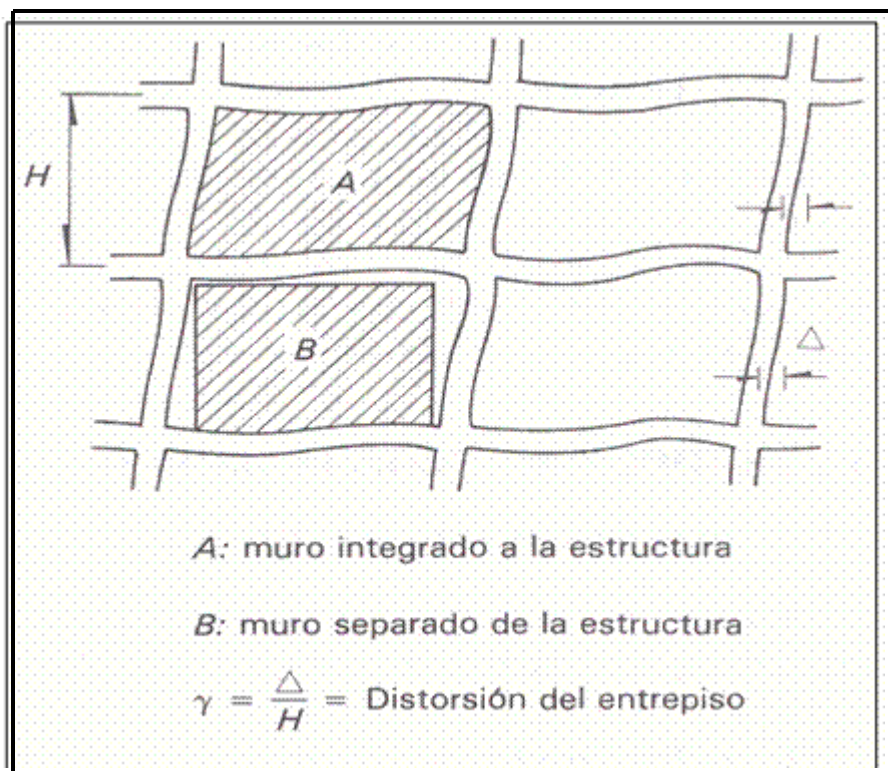 H
A
B
△
A: muro integrado a la estructura
B: muro separado de la estructura
γ = △/H = Distorsión del entrepiso